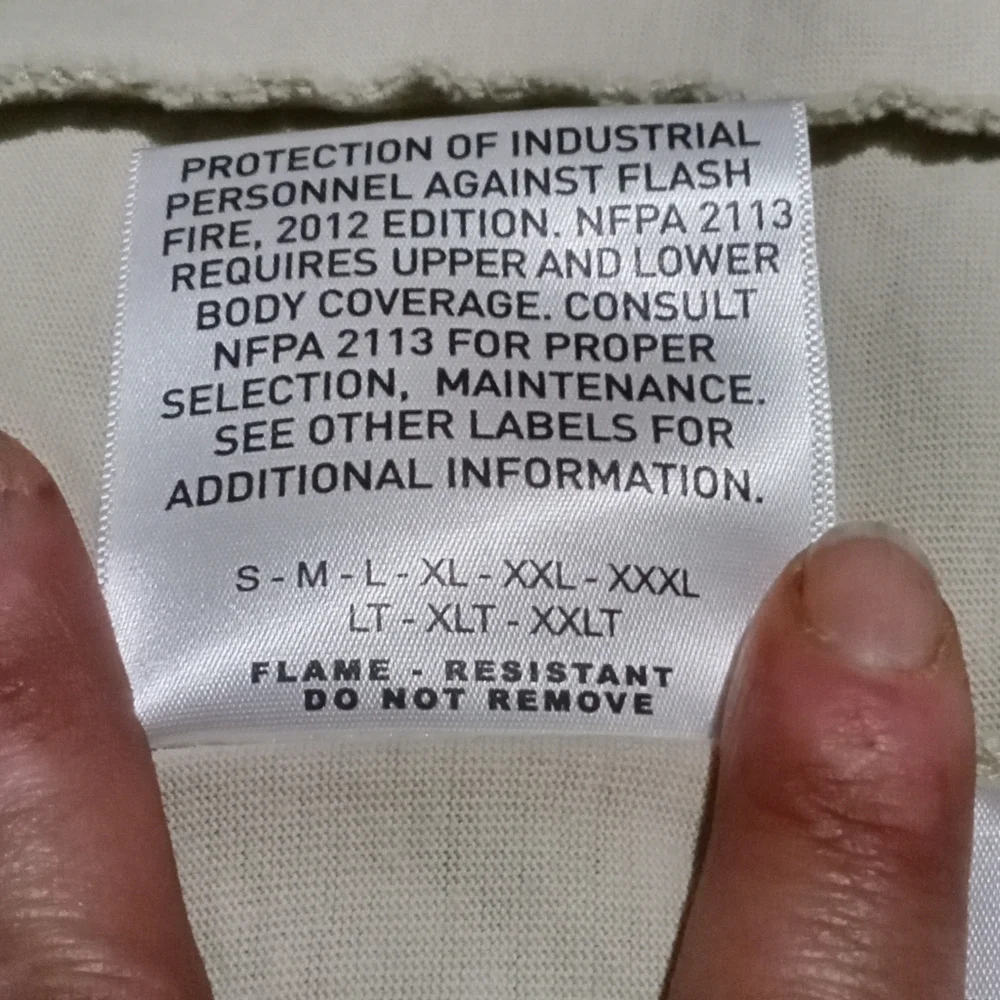 PROTECTION OF INDUSTRIAL
PERSONNEL AGAINST FLASH
FIRE, 2012 EDITION. NFPA 2113
REQUIRES UPPER AND LOWER
BODY COVERAGE. CONSULT
NFPA 2113 FOR PROPER
SELECTION, MAINTENANCE.
SEE OTHER LABELS FOR
ADDITIONAL INFORMATION.
S - M - L - XL - XXL - XXXL
LT - XLT - XXLT
FLAME - RESISTANT
DO NOT REMOVE